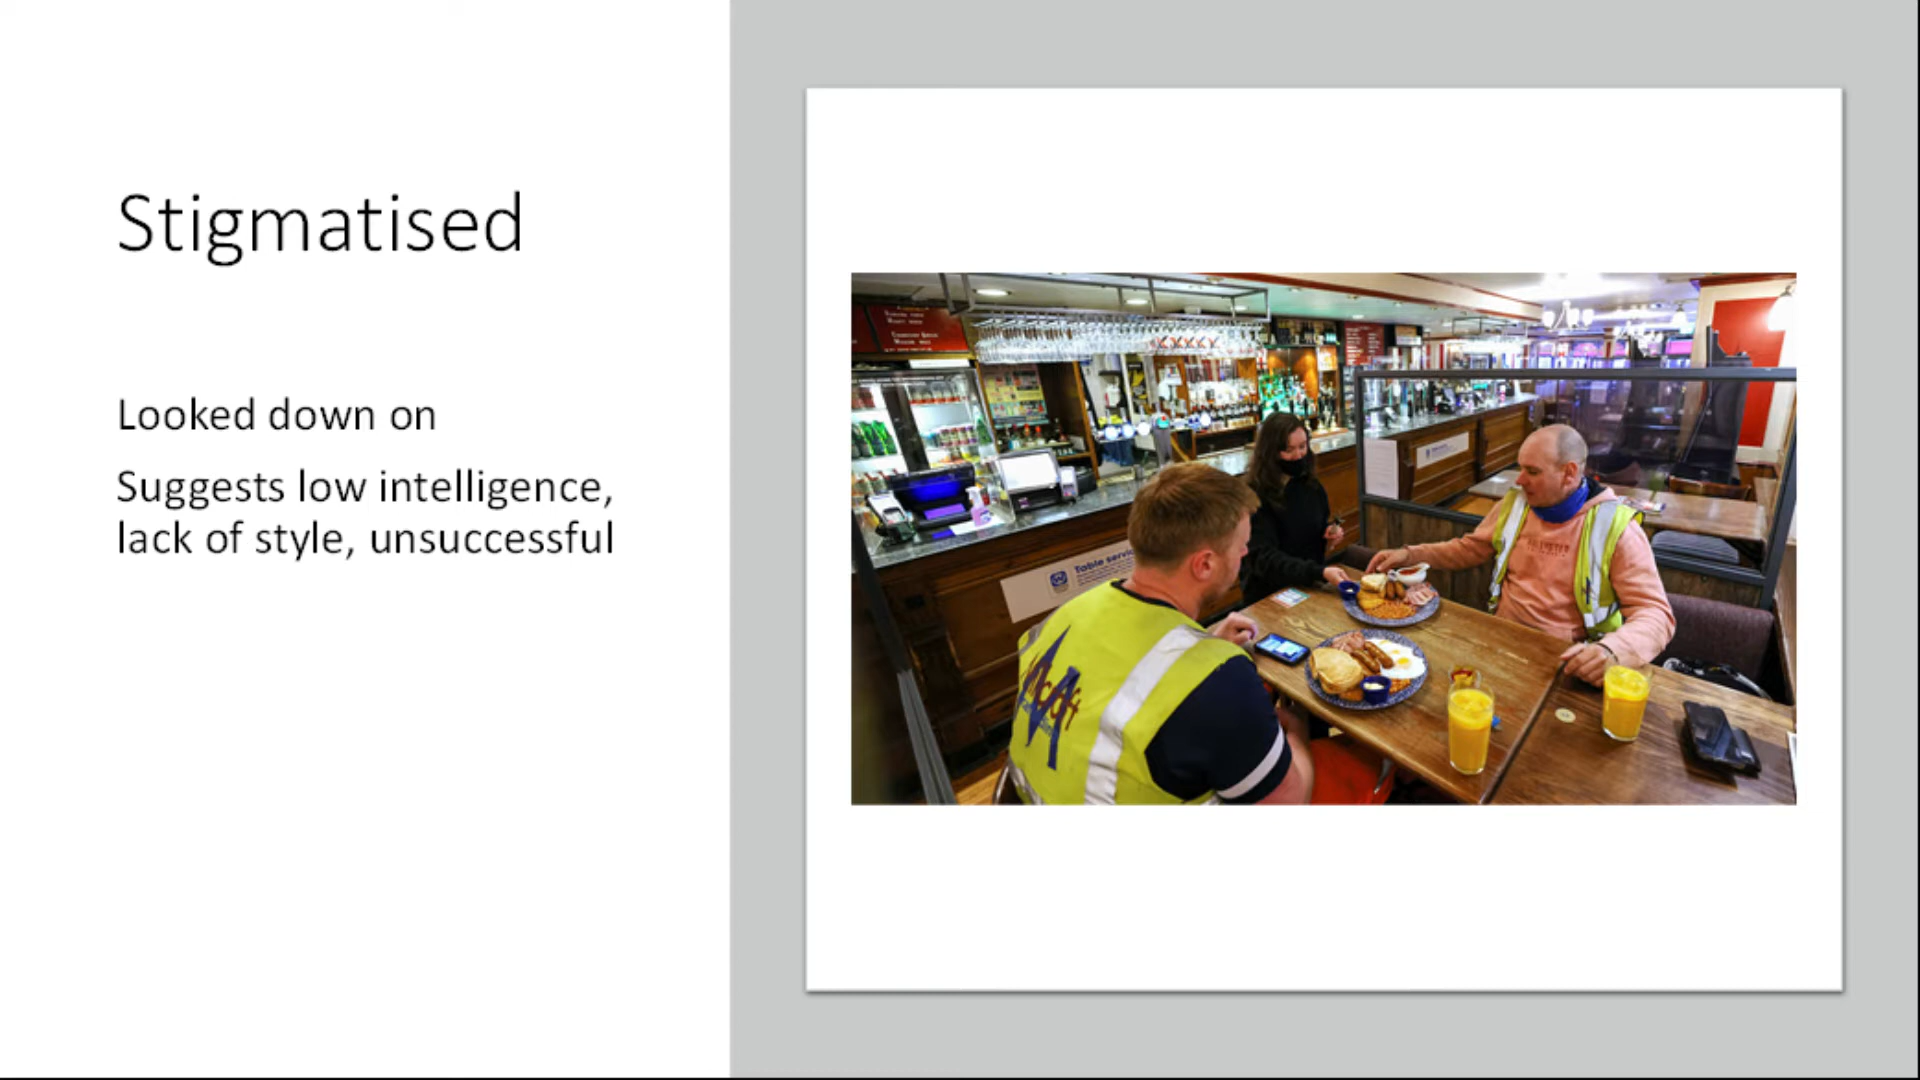 Stigmatised
Looked down on
Suggests low intelligence,
lack of style, unsuccessful
Table servic